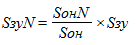 SзуN = SонN / Sон × Sзу